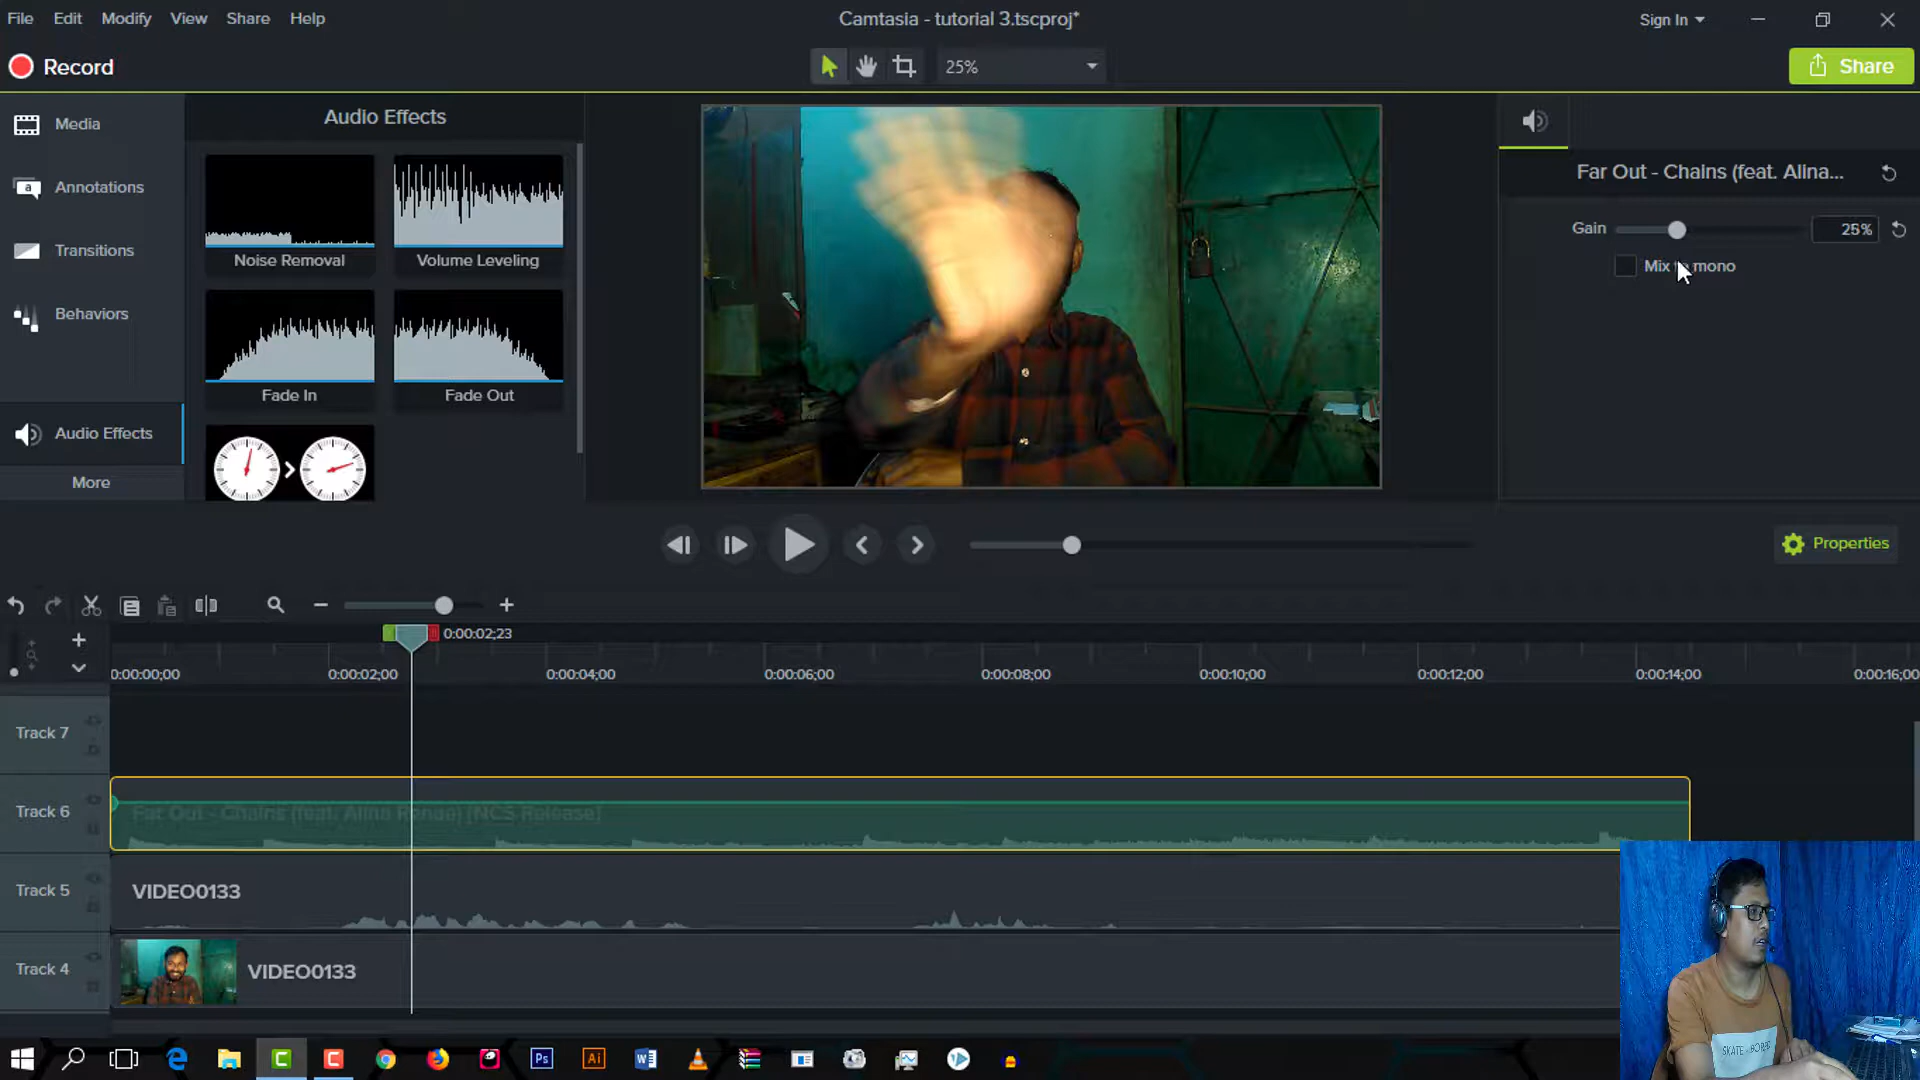 File Edit Modify View Share Help
Camtasia - tutorial 3.tscproj*
Sign In
Record
25%
Share
Media
Annotations
Transitions
Behaviors
Audio Effects
More
Audio Effects
Noise Removal
Volume Leveling
Fade In
Fade Out
Far Out - Chains (feat. Alina...
Gain
25%
Mix to mono
Properties
0:00:02;23
0:00:00;00
0:00:02;00
0:00:04;00
0:00:06;00
0:00:08;00
0:00:10;00
0:00:12;00
0:00:14;00
0:00:16;00
Track 7
Track 6
Far Out - Chains (feat. Alina Renae) [NCS Release]
Track 5
VIDEO0133
Track 4
VIDEO0133
Ps
Ai